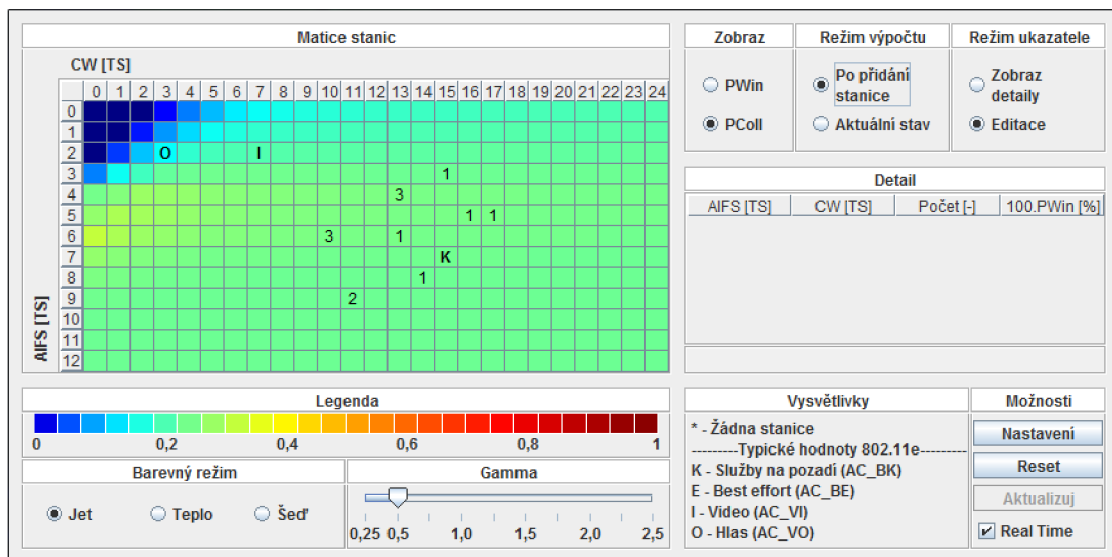 Matice stanic
CW [TS]
0 1 2 3 4 5 6 7 8 9 10 11 12 13 14 15 16 17 18 19 20 21 22 23 24
0
1
2 O I
3 1
4 3
5 1 1
6 3 1
7 K
8 1
9 2
10
11
12
AIFS [TS]
Legenda
0 0,2 0,4 0,6 0,8 1
Barevný režim
Jet Teplo Šeď
Gamma
0,25 0,5 1,0 1,5 2,0 2,5
Zobraz
PWin
PColl
Režim výpočtu
Po přidání
stanice
Aktuální stav
Režim ukazatele
Zobraz
detaily
Editace
Detail
AIFS [TS] CW [TS] Počet [-] 100.PWin [%]
Vysvětlivky
* - Žádna stanice
---------Typické hodnoty 802.11e---------
K - Služby na pozadí (AC_BK)
E - Best effort (AC_BE)
I - Video (AC_VI)
O - Hlas (AC_VO)
Možnosti
Nastavení
Reset
Aktualizuj
Real Time